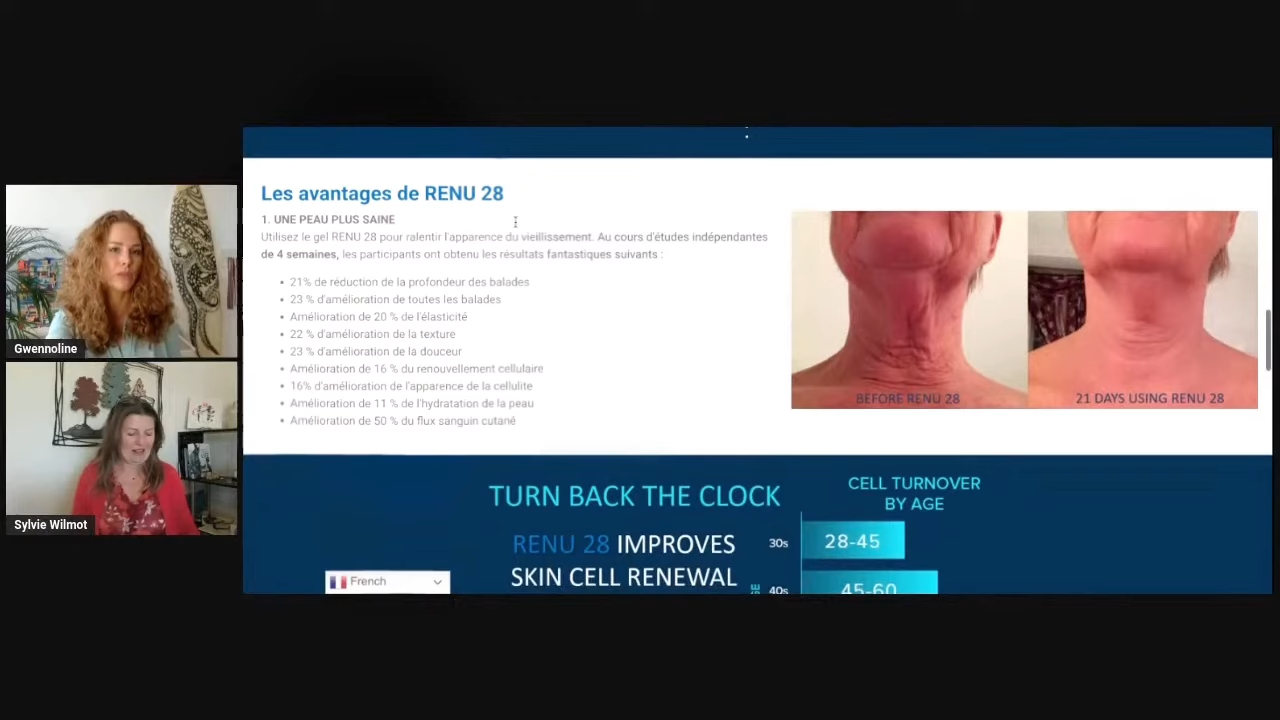 Gwennoline
Sylvie Wilmot
Les avantages de RENU 28
1. UNE PEAU PLUS SAINE
Utilisez le gel RENU 28 pour ralentir l'apparence du vieillissement. Au cours d'études indépendantes
de 4 semaines, les participants ont obtenu les résultats fantastiques suivants :
• 21% de réduction de la profondeur des balades
• 23 % d'amélioration de toutes les balades
• Amélioration de 20 % de l'élasticité
• 22 % d'amélioration de la texture
• 23 % d'amélioration de la douceur
• Amélioration de 16 % du renouvellement cellulaire
• 16% d'amélioration de l'apparence de la cellulite
• Amélioration de 11 % de l'hydratation de la peau
• Amélioration de 50 % du flux sanguin cutané
BEFORE RENU 28
21 DAYS USING RENU 28
TURN BACK THE CLOCK
RENU 28 IMPROVES
SKIN CELL RENEWAL
CELL TURNOVER
BY AGE
30s 28-45
40s 45-60
French